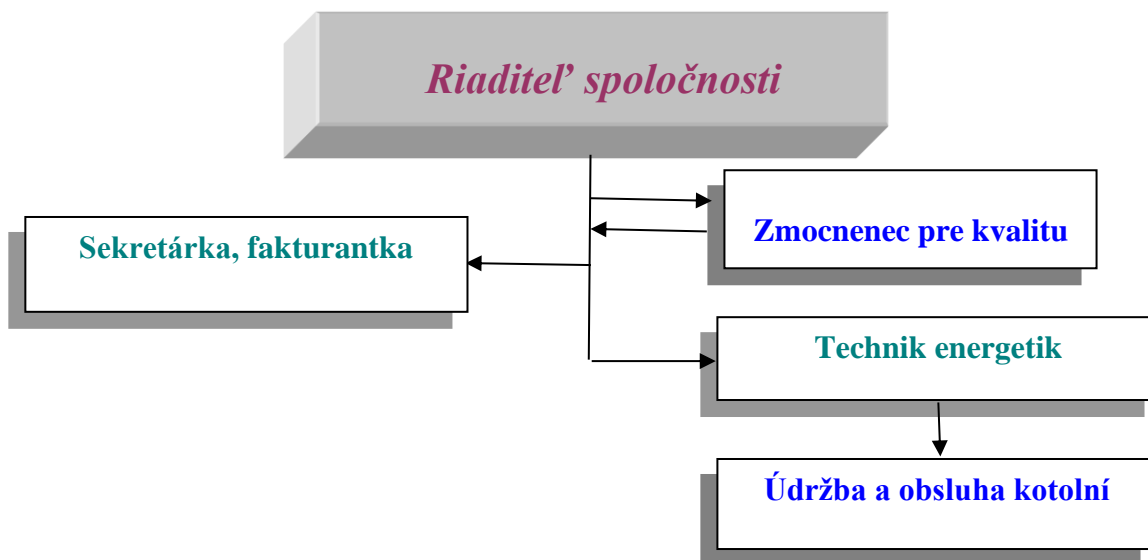 Riaditeľ spoločnosti
Zmocnenec pre kvalitu
Sekretárka, fakturantka
Technik energetik
Údržba a obsluha kotolní